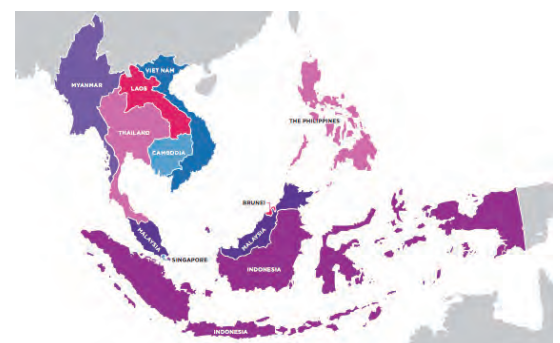 VIET NAM
MYANMAR
LAOS
THAILAND
THE PHILIPPINES
CAMBODIA
BRUNEI
MALAYSIA
MALAYSIA
SINGAPORE
INDONESIA
INDONESIA